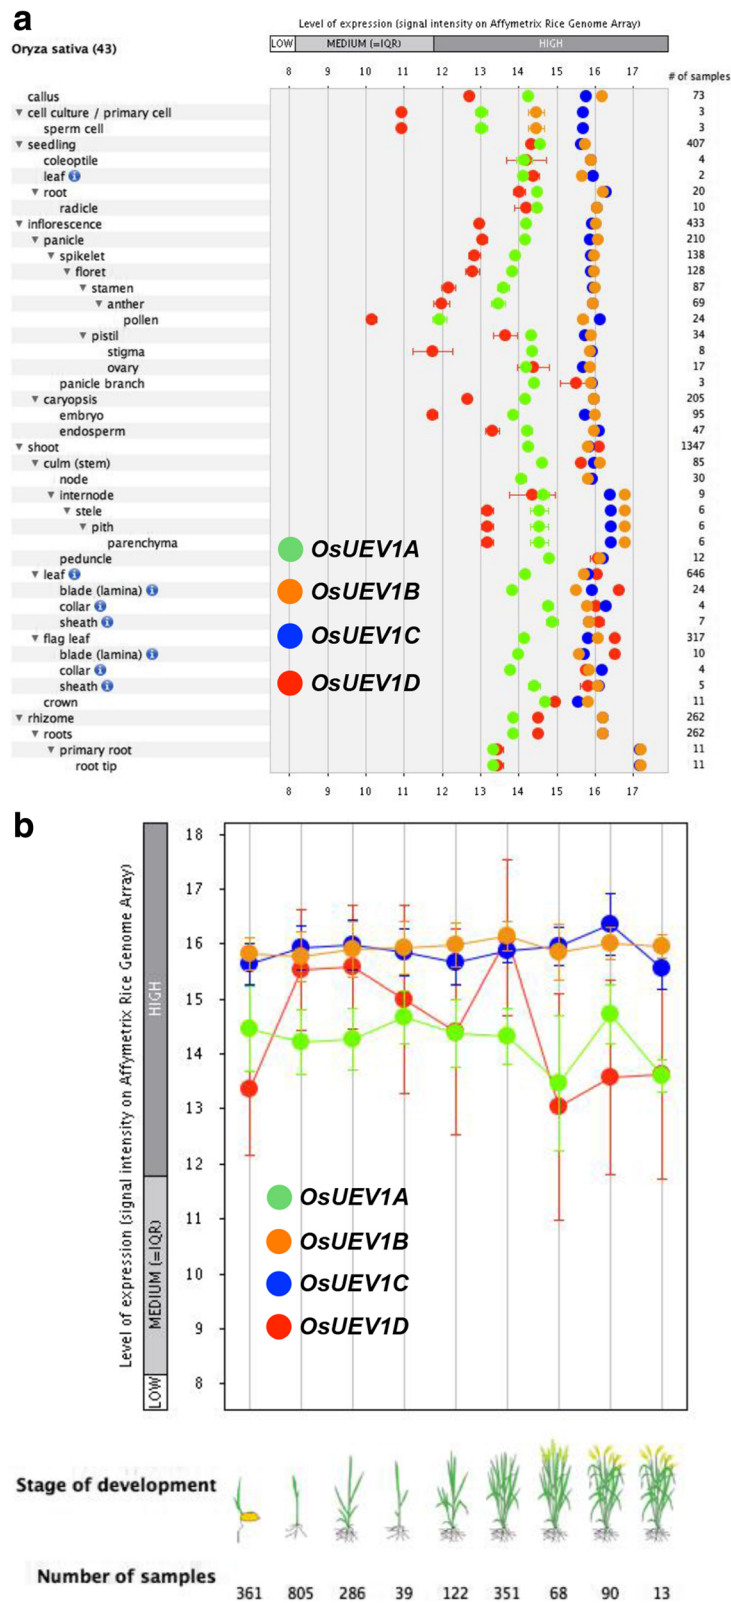 a
Level of expression (signal intensity on Affymetrix Rice Genome Array)
Oryza sativa (43)
LOW MEDIUM (=IQR) HIGH
8 9 10 11 12 13 14 15 16 17
# of samples
callus 73
▼ cell culture / primary cell 3
sperm cell 3
▼ seedling 407
coleoptile 4
leaf i 2
▼ root 20
radicle 10
▼ inflorescence 433
▼ panicle 210
▼ spikelet 138
▼ floret 128
▼ stamen 87
▼ anther 69
pollen 24
▼ pistil 34
stigma 8
ovary 17
panicle branch 3
▼ caryopsis 205
embryo 95
endosperm 47
▼ shoot 1347
▼ culm (stem) 85
node 30
▼ internode 9
▼ stele 6
▼ pith 6
parenchyma 6
peduncle 12
▼ leaf i 646
blade (lamina) i 24
collar i 4
sheath i 7
▼ flag leaf 317
blade (lamina) i 10
collar i 4
sheath i 5
crown 11
▼ rhizome 262
▼ roots 262
▼ primary root 11
root tip 11
OsUEV1A
OsUEV1B
OsUEV1C
OsUEV1D
8 9 10 11 12 13 14 15 16 17
b
Level of expression (signal intensity on Affymetrix Rice Genome Array)
HIGH
MEDIUM (=IQR)
LOW
18
17
16
15
14
13
12
11
10
9
8
OsUEV1A
OsUEV1B
OsUEV1C
OsUEV1D
Stage of development
Number of samples
361 805 286 39 122 351 68 90 13